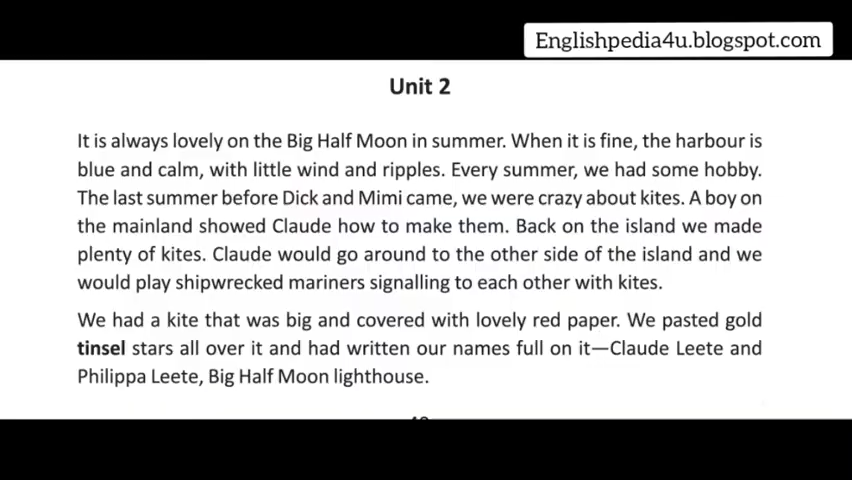 Englishpedia4u.blogspot.com
Unit 2
It is always lovely on the Big Half Moon in summer. When it is fine, the harbour is
blue and calm, with little wind and ripples. Every summer, we had some hobby.
The last summer before Dick and Mimi came, we were crazy about kites. A boy on
the mainland showed Claude how to make them. Back on the island we made
plenty of kites. Claude would go around to the other side of the island and we
would play shipwrecked mariners signalling to each other with kites.
We had a kite that was big and covered with lovely red paper. We pasted gold
tinsel stars all over it and had written our names full on it—Claude Leete and
Philippa Leete, Big Half Moon lighthouse.